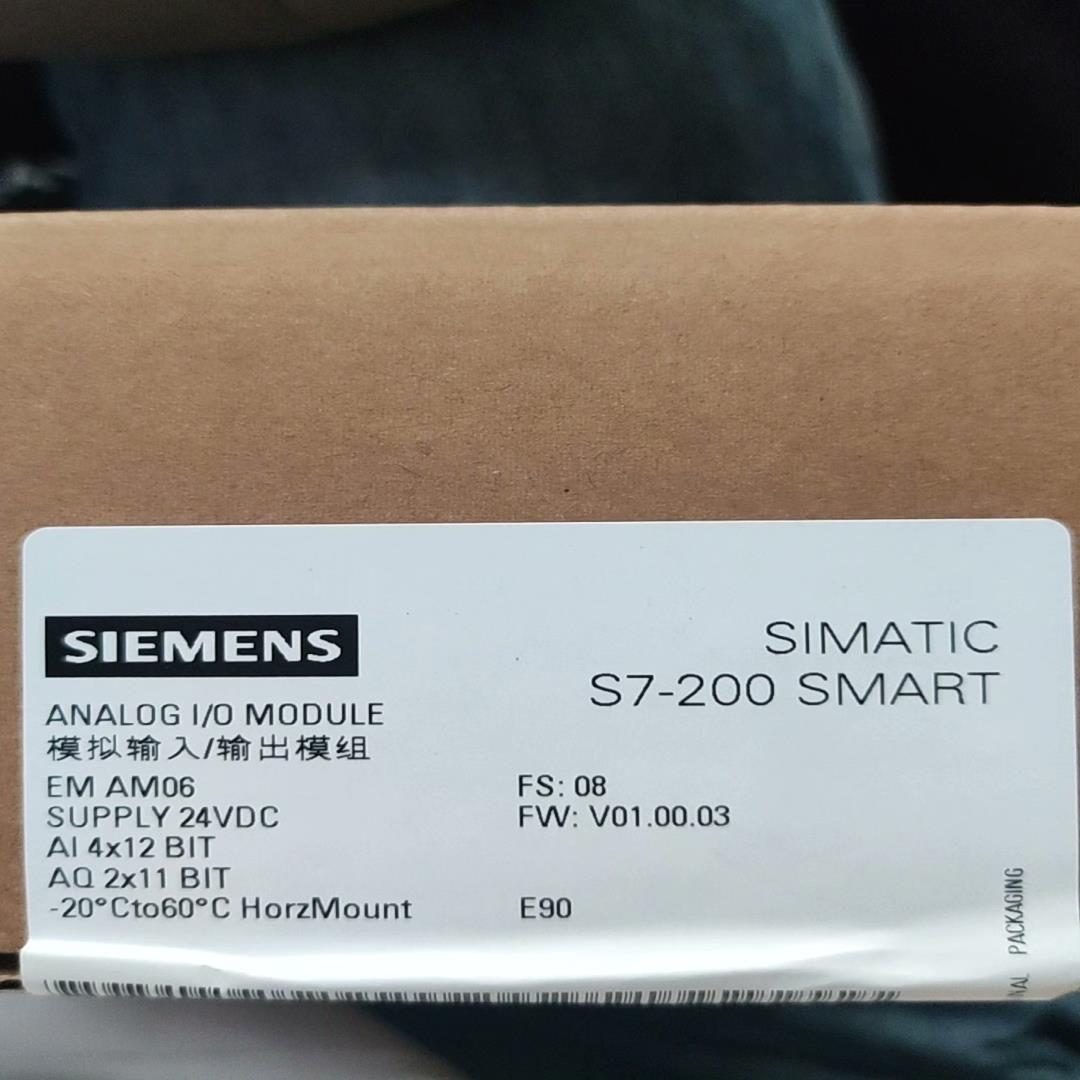 SIEMENS
SIMATIC
S7-200 SMART
ANALOG I/O MODULE
模拟输入/输出模组
EM AM06
FS: 08
SUPPLY 24VDC
FW: V01.00.03
AI 4x12 BIT
AQ 2x11 BIT
-20°Cto60°C HorzMount
E90
PACKAGING